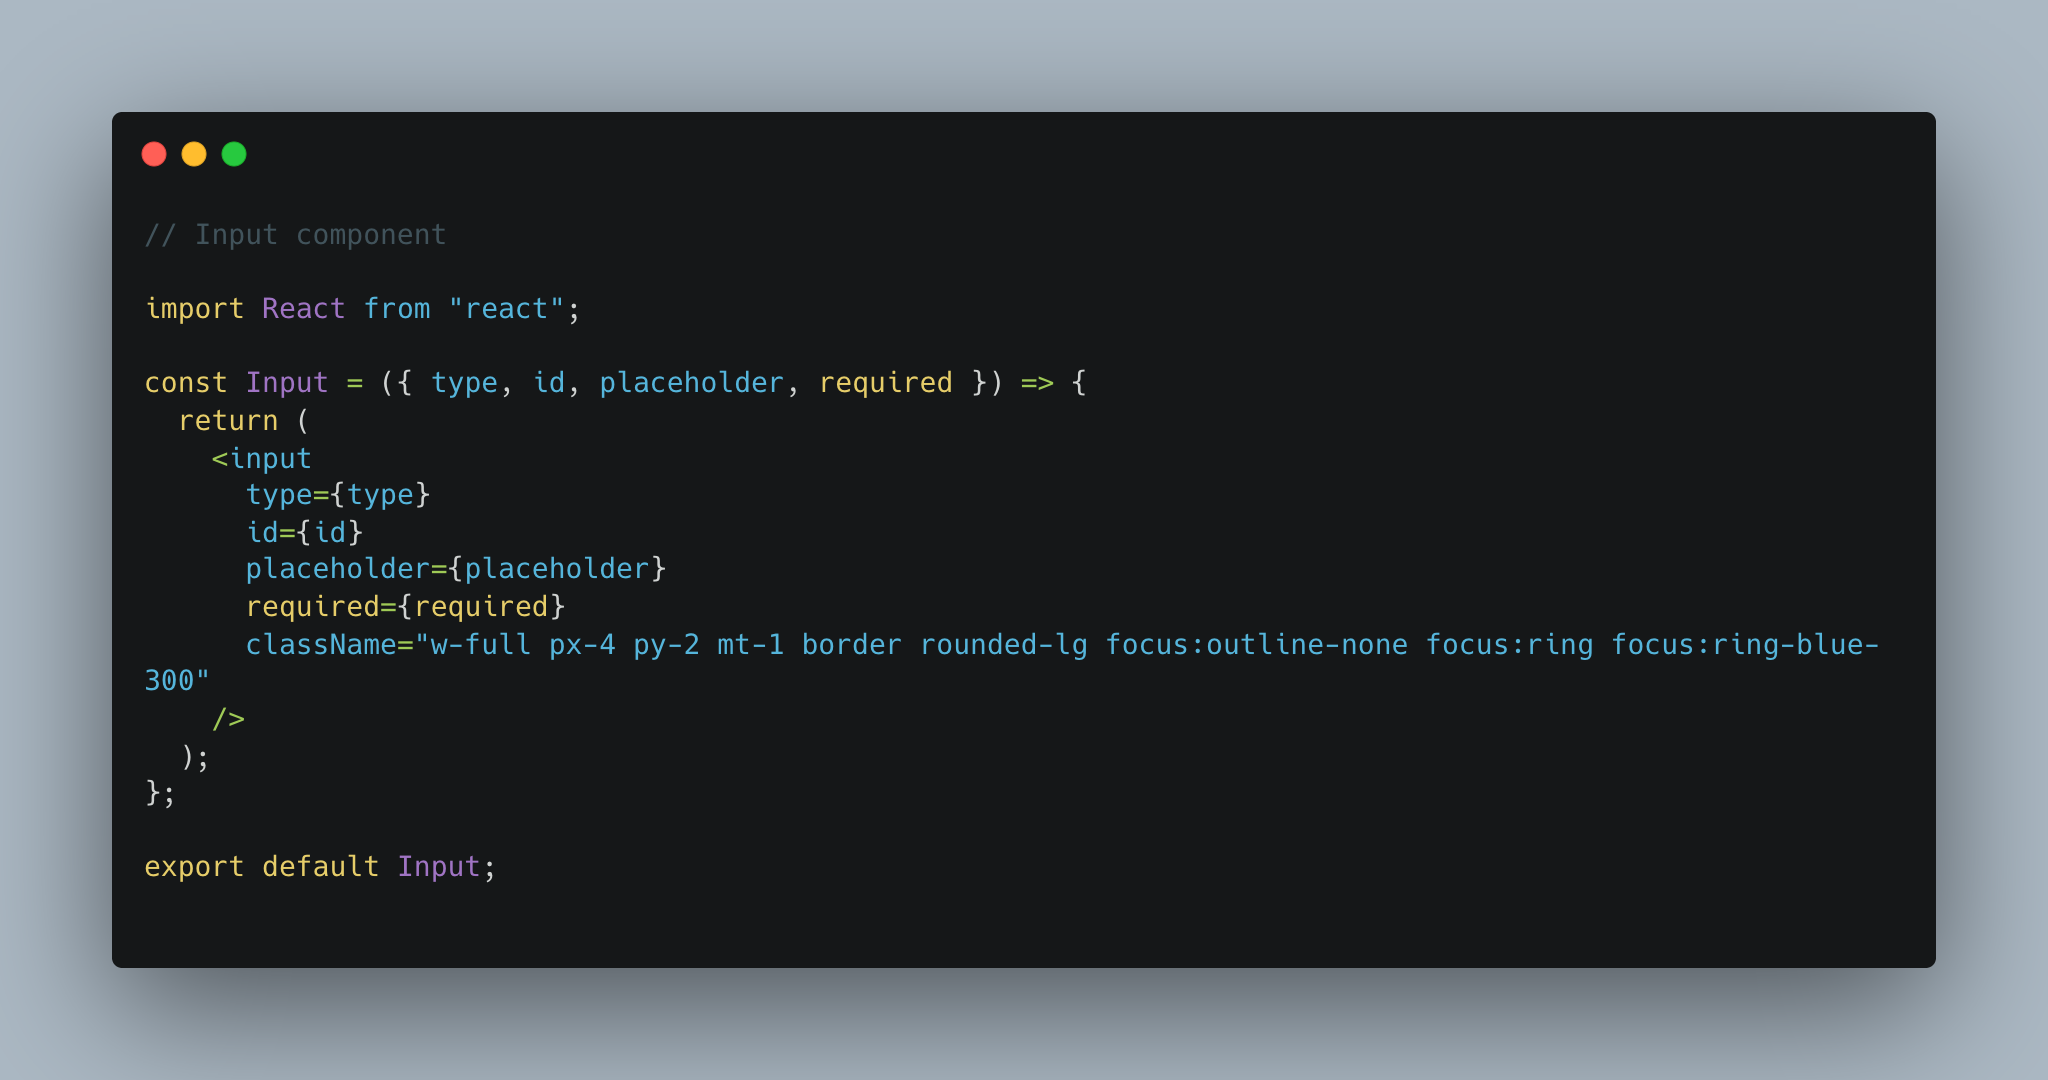 // Input component

import React from "react";

const Input = ({ type, id, placeholder, required }) => {
  return (
    <input
      type={type}
      id={id}
      placeholder={placeholder}
      required={required}
      className="w-full px-4 py-2 mt-1 border rounded-lg focus:outline-none focus:ring focus:ring-blue-
300"
    />
  );
};

export default Input;